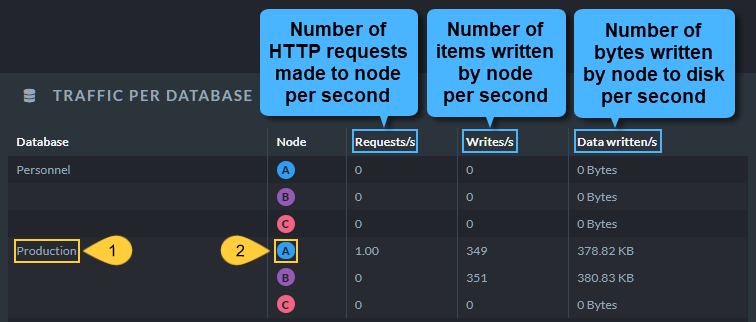 Number of
HTTP requests
made to node
per second
Number of
items written
by node
per second
Number of
bytes written
by node to disk
per second
TRAFFIC PER DATABASE
Database Node Requests/s Writes/s Data written/s
Personnel A 0 0 0 Bytes
B 0 0 0 Bytes
C 0 0 0 Bytes
Production 1 2 A 1.00 349 378.82 KB
B 0 351 380.83 KB
C 0 0 0 Bytes